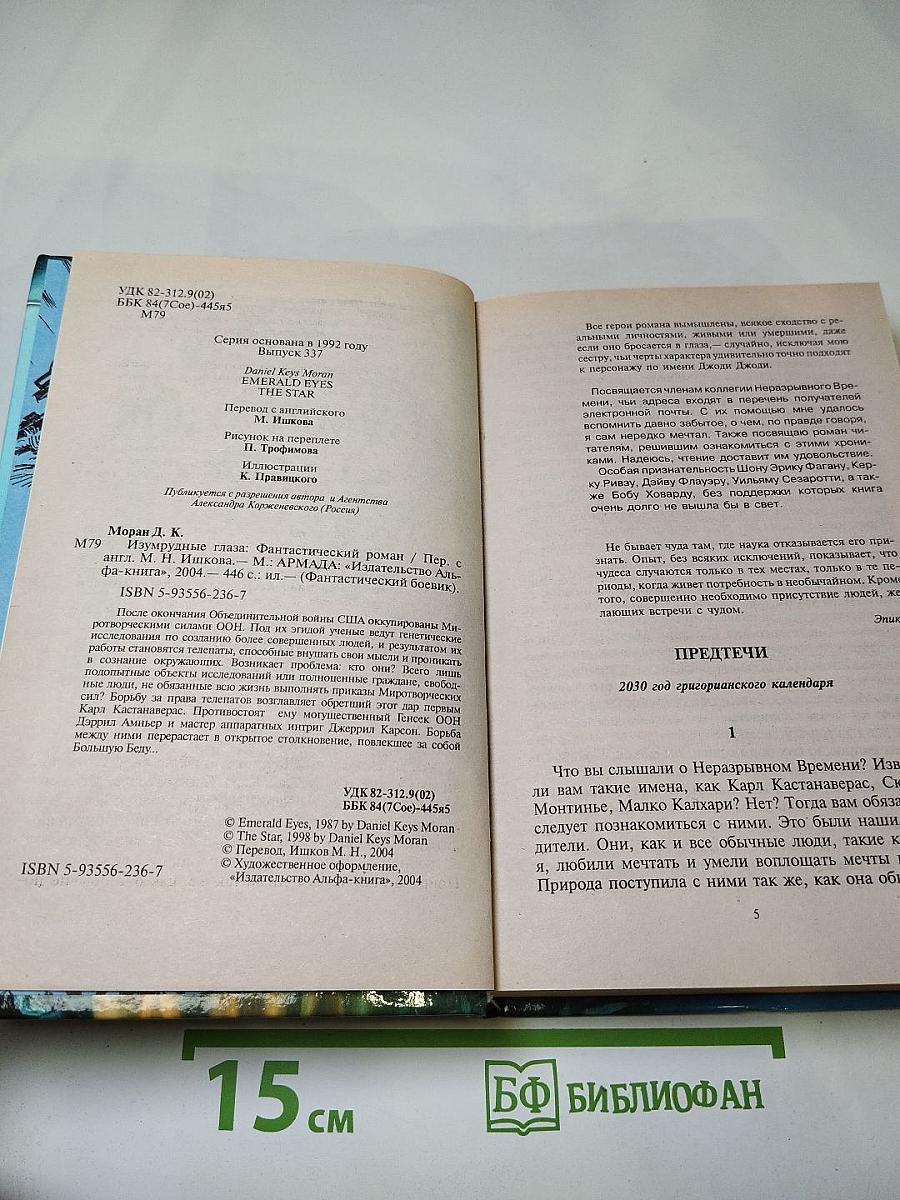 УДК 82-312.9(02)
ББК 84(7Сое)-445я5
М79
Серия основана в 1992 году
Выпуск 337
Daniel Keys Moran
EMERALD EYES
THE STAR
Перевод с английского
М. Ишкова
Рисунок на переплете
П. Трофимова
Иллюстрации
К. Правицкого
Публикуется с разрешения автора и Агентства
Александра Корженевского (Россия)
Моран Д. К.
М79 Изумрудные глаза: Фантастический роман / Пер. с
англ. М. Н. Ишкова.— М.: АРМАДА: «Издательство Аль-
фа-книга», 2004.— 446 с.: ил.— (Фантастический боевик).
ISBN 5-93556-236-7
После окончания Объединительной войны США оккупированы Ми-
ротворческими силами ООН. Под их эгидой ученые ведут генетические
исследования по созданию более совершенных людей, и результатом их
работы становятся телепаты, способные внушать свои мысли и проникать
в сознание окружающих. Возникает проблема: кто они? Всего лишь
подопытные объекты исследований или полноценные граждане, свобод-
ные люди, не обязанные всю жизнь выполнять приказы Миротворческих
сил? Борьбу за права телепатов возглавляет обретший этот дар первым
Карл Кастанаверас. Противостоят ему могущественный Генсек ООН
Дэррил Амньер и мастер аппаратных интриг Джеррил Карсон. Борьба
между ними перерастает в открытое столкновение, повлекшее за собой
Большую Беду...
УДК 82-312.9(02)
ББК 84(7Сое)-445я5
© Emerald Eyes, 1987 by Daniel Keys Moran
© The Star, 1998 by Daniel Keys Moran
© Перевод, Ишков М. Н., 2004
© Художественное оформление,
«Издательство Альфа-книга», 2004
ISBN 5-93556-236-7
Все герои романа вымышлены, всякое сходство с ре-
альными личностями, живыми или умершими, даже
если оно бросается в глаза,— случайно, исключая мою
сестру, чьи черты характера удивительно точно подходят
к персонажу по имени Джоди Джоди.
Посвящается членам коллегии Неразрывного Вре-
мени, чьи адреса входят в перечень получателей
электронной почты. С их помощью мне удалось
вспомнить давно забытое, о чем, по правде говоря,
я сам нередко мечтал. Также посвящаю роман чи-
тателям, решившим ознакомиться с этими хрони-
ками. Надеюсь, чтение доставит им удовольствие.
Особая признательность Шону Эрику Фагану, Кер-
ку Ривзу, Дэйву Флауэру, Уильяму Сезаротти, а так-
же Бобу Ховарду, без поддержки которых книга
очень долго не вышла бы в свет.
Не бывает чуда там, где наука отказывается его при-
знать. Опыт, без всяких исключений, показывает, что
чудеса случаются только в тех местах, только в те пе-
риоды, когда живет потребность в необычайном. Кроме
того, совершенно необходимо присутствие людей, же-
лающих встречи с чудом.
Эпик
ПРЕДТЕЧИ
2030 год григорианского календаря
1
Что вы слышали о Неразрывном Времени? Изв
ли вам такие имена, как Карл Кастанаверас, Сю
Монтинье, Малко Калхари? Нет? Тогда вам обяза
следует познакомиться с ними. Это были наши
дители. Они, как и все обычные люди, такие к
я, любили мечтать и умели воплощать мечты
Природа поступила с ними так же, как она обы
5
15 см
БФ БИБЛИОФАН